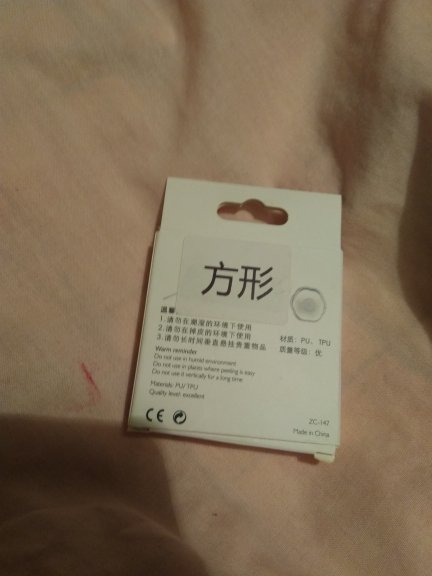 方形
温馨
1.请勿在潮湿的环境下使用
2.请勿在掉皮的环境下使用
3.请勿长时间垂直悬挂贵重物品
材质：PU、TPU
质量等级：优
Warm reminder
Do not use in humid environment
Do not use in places where peeling is easy
Do not use it vertically for a long time
Materials: PU/ TPU
Quality level: excellent
CE
ZC-147
Made in China